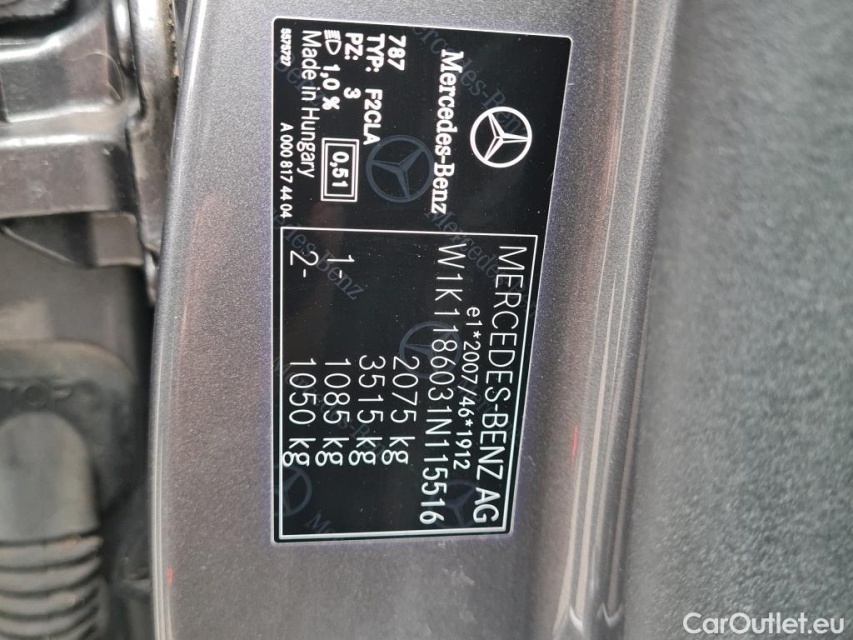 Mercedes-Benz
787
TYP: F2CLA
PZ: 3
1,0 % 0,51
Made in Hungary
5575727 A 000 817 44 04
MERCEDES-BENZ AG
e1*2007/46*1912
W1K1186031N115516
2075 kg
3515 kg
1- 1085 kg
2- 1050 kg
CarOutlet.eu